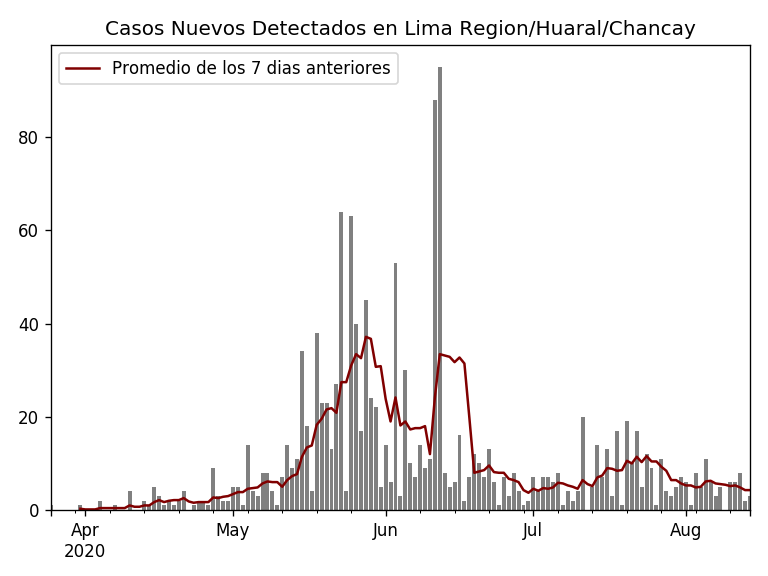 Casos Nuevos Detectados en Lima Region/Huaral/Chancay
Promedio de los 7 dias anteriores
80
60
40
20
0
Apr May Jun Jul Aug
2020